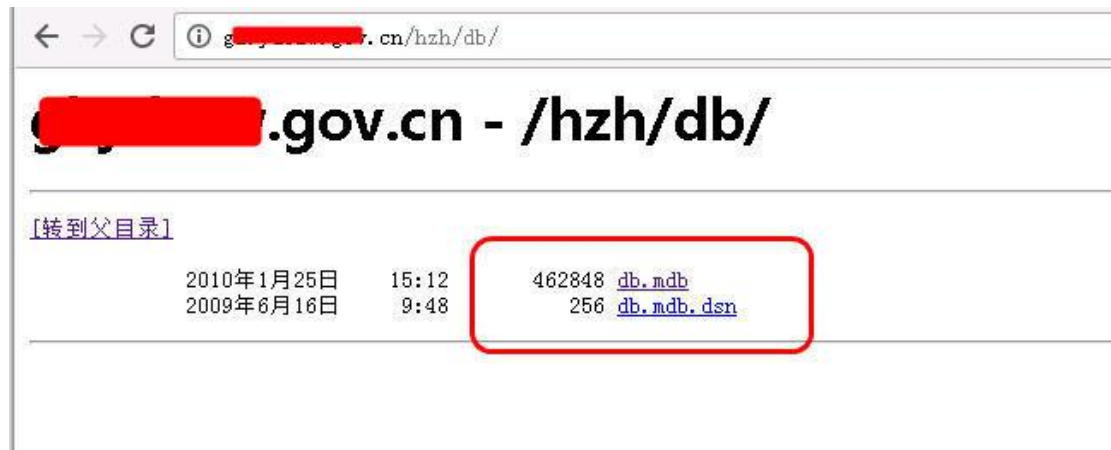 .cn/hzh/db/
.gov.cn - /hzh/db/
[转到父目录]
2010年1月25日 15:12 462848 db.mdb
2009年6月16日 9:48 256 db.mdb.dsn